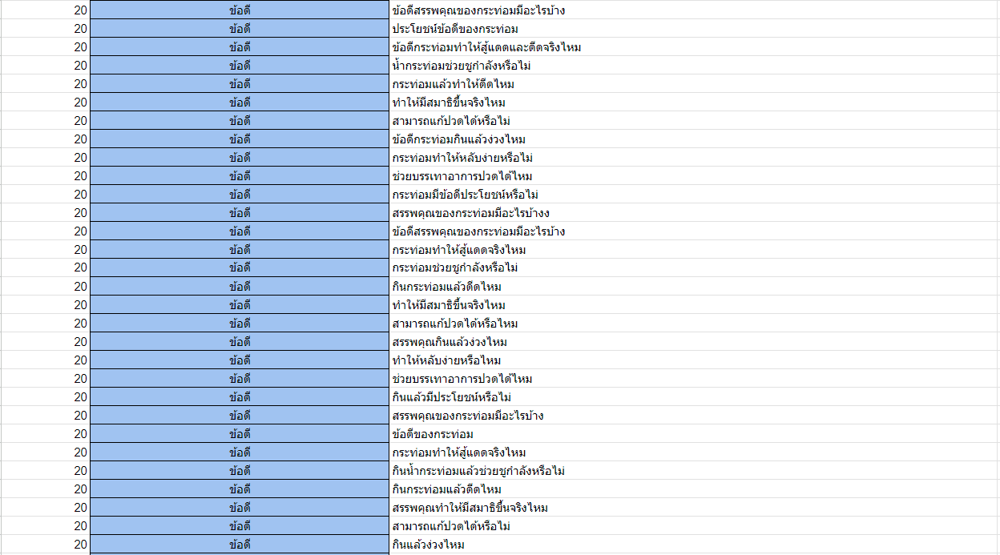 20 ข้อดี ข้อดีสรรพคุณของกระท่อมมีอะไรบ้าง
20 ข้อดี ประโยชน์ข้อดีของกระท่อม
20 ข้อดี ข้อดีกระท่อมทำให้สู้แดดและดีดจริงไหม
20 ข้อดี น้ำกระท่อมช่วยชูกำลังหรือไม่
20 ข้อดี กระท่อมแล้วทำให้ดีดไหม
20 ข้อดี ทำให้มีสมาธิขึ้นจริงไหม
20 ข้อดี สามารถแก้ปวดได้หรือไม่
20 ข้อดี ข้อดีกระท่อมกินแล้วง่วงไหม
20 ข้อดี กระท่อมทำให้หลับง่ายหรือไม่
20 ข้อดี ช่วยบรรเทาอาการปวดได้ไหม
20 ข้อดี กระท่อมมีข้อดีประโยชน์หรือไม่
20 ข้อดี สรรพคุณของกระท่อมมีอะไรบ้างง
20 ข้อดี ข้อดีสรรพคุณของกระท่อมมีอะไรบ้าง
20 ข้อดี กระท่อมทำให้สู้แดดจริงไหม
20 ข้อดี กระท่อมช่วยชูกำลังหรือไม่
20 ข้อดี กินกระท่อมแล้วดีดไหม
20 ข้อดี ทำให้มีสมาธิขึ้นจริงไหม
20 ข้อดี สามารถแก้ปวดได้หรือไหม
20 ข้อดี สรรพคุณกินแล้วง่วงไหม
20 ข้อดี ทำให้หลับง่ายหรือไหม
20 ข้อดี ช่วยบรรเทาอาการปวดได้ไหม
20 ข้อดี กินแล้วมีประโยชน์หรือไม่
20 ข้อดี สรรพคุณของกระท่อมมีอะไรบ้าง
20 ข้อดี ข้อดีของกระท่อม
20 ข้อดี กระท่อมทำให้สู้แดดจริงไหม
20 ข้อดี กินน้ำกระท่อมแล้วช่วยชูกำลังหรือไม่
20 ข้อดี กินกระท่อมแล้วดีดไหม
20 ข้อดี สรรพคุณทำให้มีสมาธิขึ้นจริงไหม
20 ข้อดี สามารถแก้ปวดได้หรือไม่
20 ข้อดี กินแล้วง่วงไหม